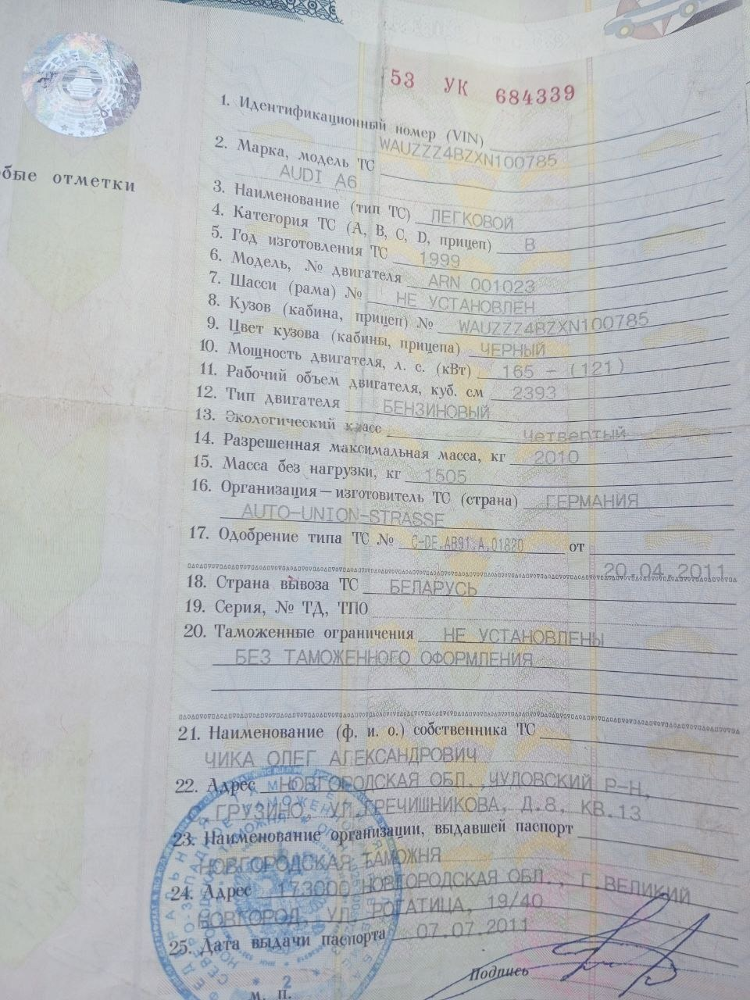 53 УК 684339
1. Идентификационный номер (VIN)
WAUZZZ4BZXN100785
2. Марка, модель ТС
AUDI A6
3. Наименование (тип ТС) ЛЕГКОВОЙ
4. Категория ТС (A, B, C, D, прицеп) B
5. Год изготовления ТС 1999
6. Модель, № двигателя ARN 001023
7. Шасси (рама) № НЕ УСТАНОВЛЕН
8. Кузов (кабина, прицеп) № WAUZZZ4BZXN100785
9. Цвет кузова (кабины, прицепа) ЧЕРНЫЙ
10. Мощность двигателя, л. с. (кВт) 165 - (121)
11. Рабочий объем двигателя, куб. см 2393
12. Тип двигателя БЕНЗИНОВЫЙ
13. Экологический класс четвертый
14. Разрешенная максимальная масса, кг 2010
15. Масса без нагрузки, кг 1505
16. Организация — изготовитель ТС (страна) ГЕРМАНИЯ
AUTO-UNION-STRASSE
17. Одобрение типа ТС № C-DE.AB91.A.01820 от
20.04.2011
18. Страна вывоза ТС БЕЛАРУСЬ
19. Серия, № ТД, ТПО
20. Таможенные ограничения НЕ УСТАНОВЛЕНЫ
БЕЗ ТАМОЖЕННОГО ОФОРМЛЕНИЯ
21. Наименование (ф. и. о.) собственника ТС
ЧИКА ОЛЕГ АЛЕКСАНДРОВИЧ
22. Адрес НОВГОРОДСКАЯ ОБЛ., ЧУДОВСКИЙ Р-Н,
ГРУЗИНО, УЛ.ГРЕЧИШНИКОВА, Д.8, КВ.13
23. Наименование организации, выдавшей паспорт
НОВГОРОДСКАЯ ТАМОЖНЯ
24. Адрес 173000 НОВГОРОДСКАЯ ОБЛ., Г.ВЕЛИКИЙ
НОВГОРОД, УЛ. РОГАТИЦА, 19/40
25. Дата выдачи паспорта 07.07.2011
Подпись
М. П.
2
обые отметки